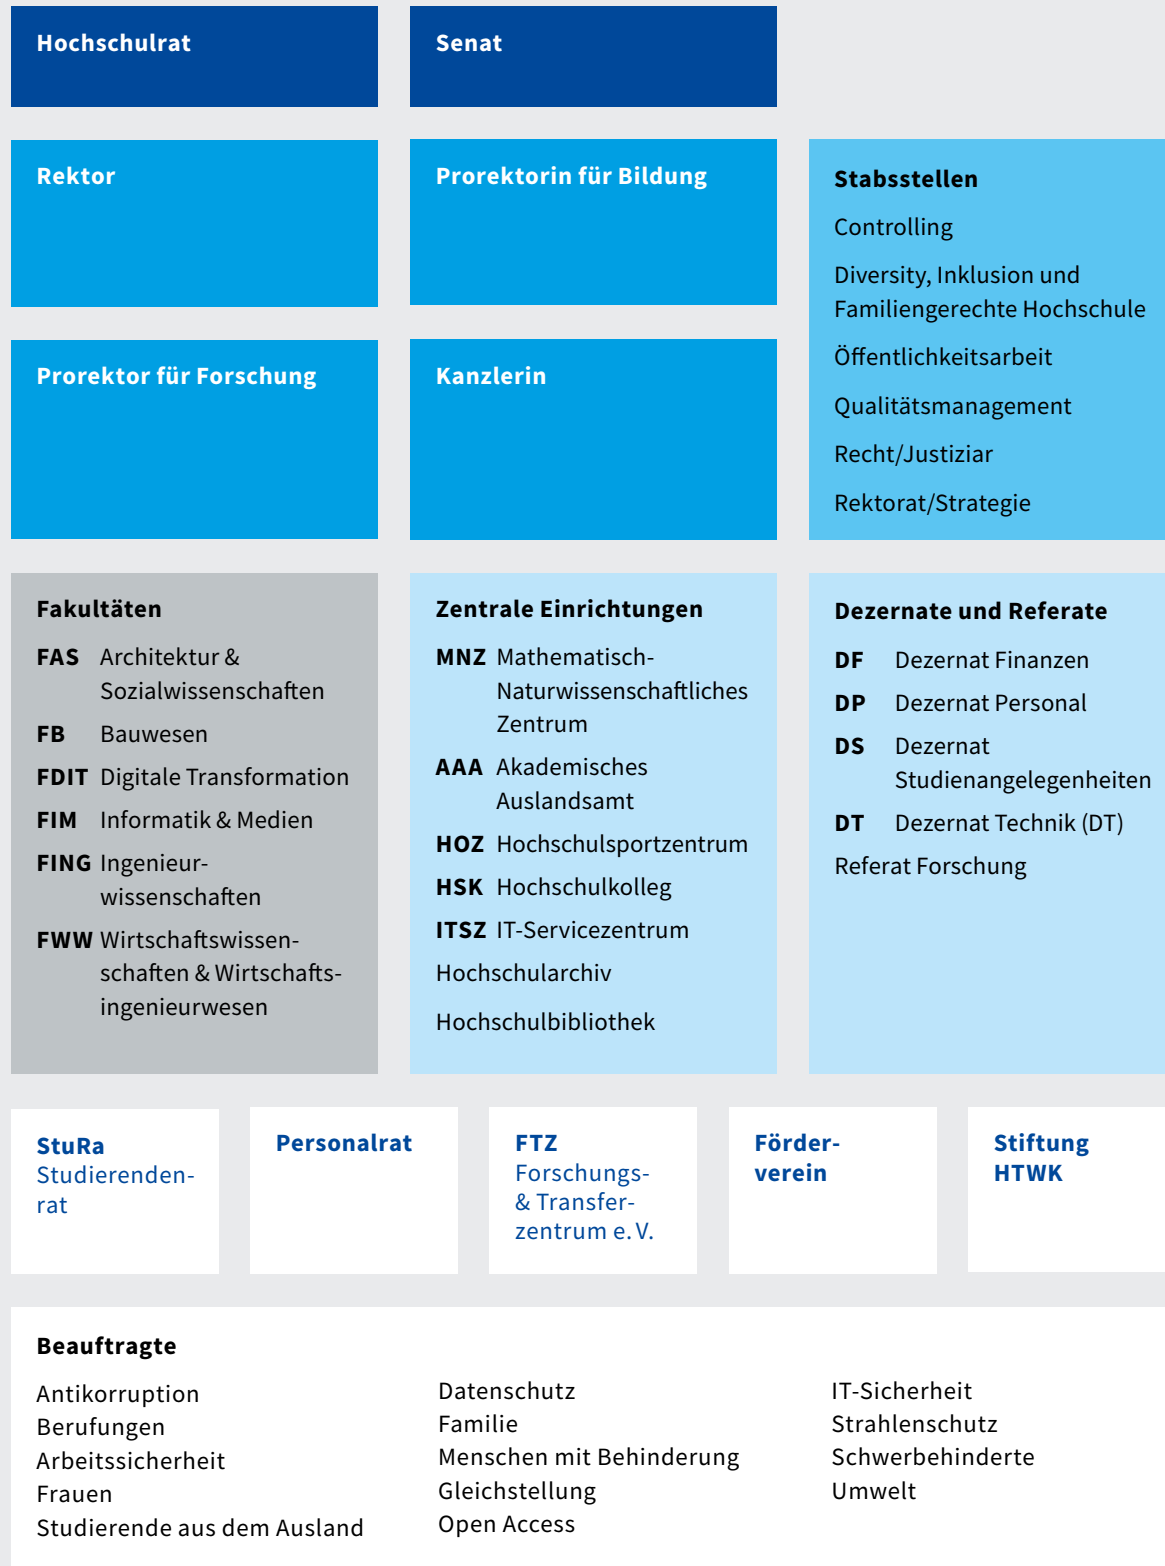 Hochschulrat
Senat
Rektor
Prorektorin für Bildung
Prorektor für Forschung
Kanzlerin
Stabsstellen
Controlling
Diversity, Inklusion und
Familiengerechte Hochschule
Öffentlichkeitsarbeit
Qualitätsmanagement
Recht/Justiziar
Rektorat/Strategie
Fakultäten
FAS Architektur &
Sozialwissenschaften
FB Bauwesen
FDIT Digitale Transformation
FIM Informatik & Medien
FING Ingenieur-
wissenschaften
FWW Wirtschaftswissen-
schaften & Wirtschafts-
ingenieurwesen
Zentrale Einrichtungen
MNZ Mathematisch-
Naturwissenschaftliches
Zentrum
AAA Akademisches
Auslandsamt
HOZ Hochschulsportzentrum
HSK Hochschulkolleg
ITSZ IT-Servicezentrum
Hochschularchiv
Hochschulbibliothek
Dezernate und Referate
DF Dezernat Finanzen
DP Dezernat Personal
DS Dezernat
Studienangelegenheiten
DT Dezernat Technik (DT)
Referat Forschung
StuRa
Studierenden-
rat
Personalrat
FTZ
Forschungs-
& Transfer-
zentrum e. V.
Förder-
verein
Stiftung
HTWK
Beauftragte
Antikorruption
Berufungen
Arbeitssicherheit
Frauen
Studierende aus dem Ausland
Datenschutz
Familie
Menschen mit Behinderung
Gleichstellung
Open Access
IT-Sicherheit
Strahlenschutz
Schwerbehinderte
Umwelt